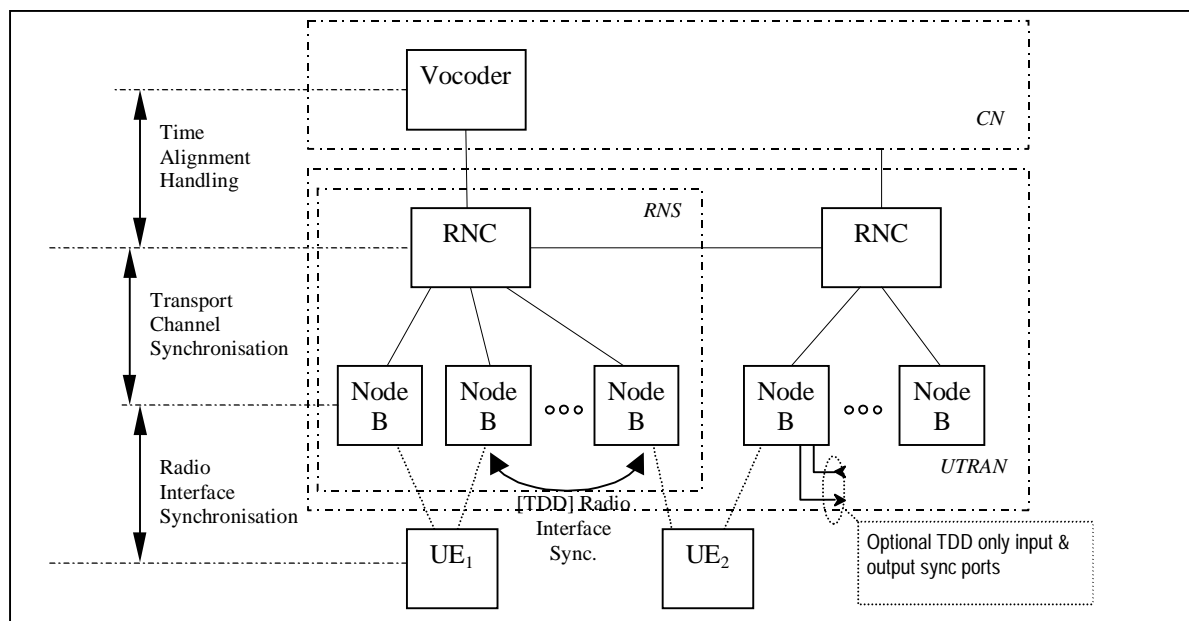 Vocoder
CN
Time
Alignment
Handling
RNS
RNC
RNC
Transport
Channel
Synchronisation
Node
B
Node
B
Node
B
Node
B
Node
B
UTRAN
Radio
Interface
Synchronisation
[TDD] Radio
Interface
Sync.
UE1
UE2
Optional TDD only input &
output sync ports